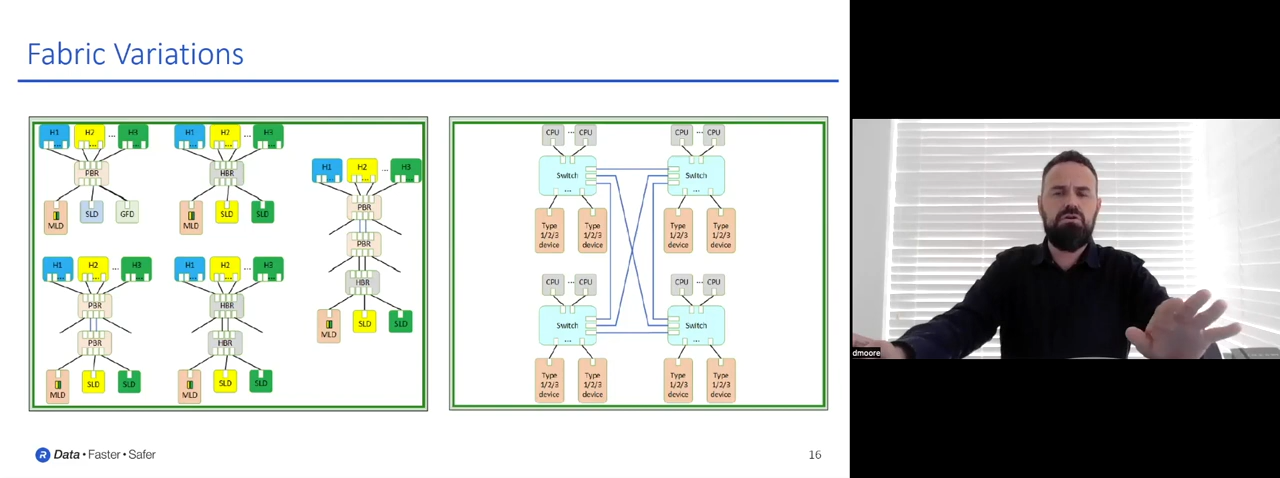 Fabric Variations
H1 H2 ... H3
PBR
MLD SLD GFD
H1 H2 ... H3
HBR
MLD SLD SLD
H1 H2 ... H3
PBR
PBR
HBR
MLD SLD SLD
H1 H2 ... H3
PBR
PBR
MLD SLD SLD
H1 H2 ... H3
HBR
HBR
MLD SLD SLD
CPU ... CPU
Switch
...
Type
1/2/3
device
Type
1/2/3
device
CPU ... CPU
Switch
...
Type
1/2/3
device
Type
1/2/3
device
CPU ... CPU
Switch
...
Type
1/2/3
device
Type
1/2/3
device
CPU ... CPU
Switch
...
Type
1/2/3
device
Type
1/2/3
device
R Data • Faster • Safer
16
dmoore